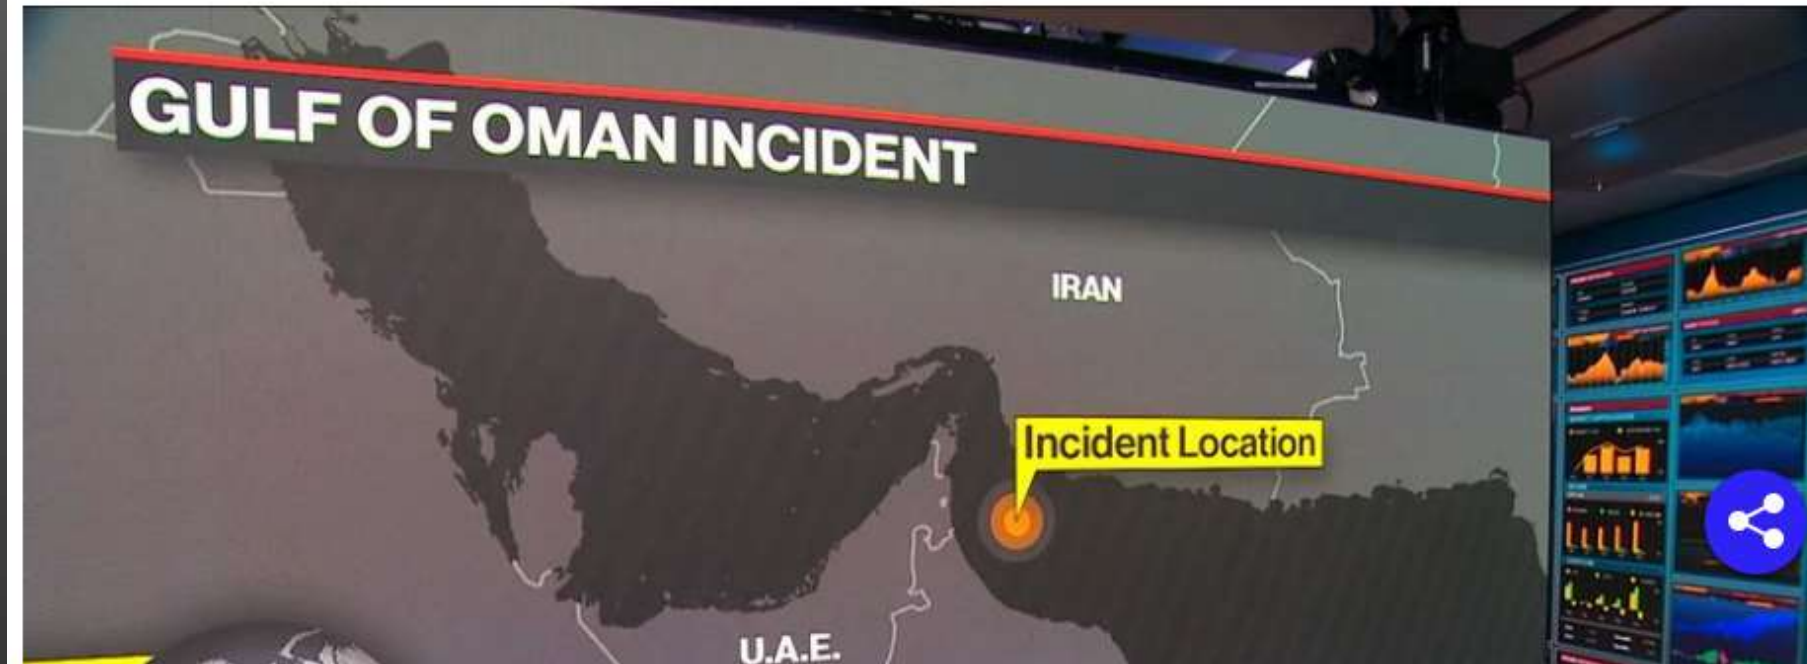 GULF OF OMAN INCIDENT
IRAN
Incident Location
U.A.E.